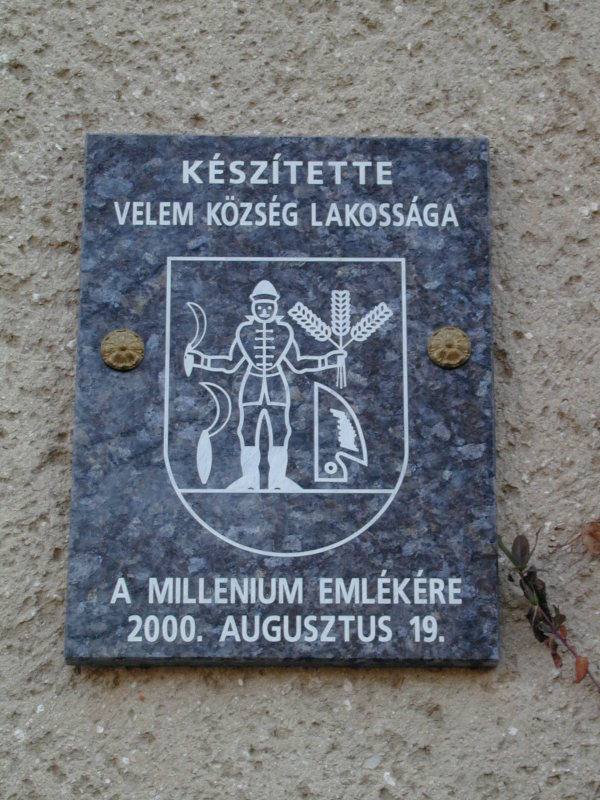 KÉSZÍTETTE
VELEM KÖZSÉG LAKOSSÁGA
A MILLENIUM EMLÉKÉRE
2000. AUGUSZTUS 19.